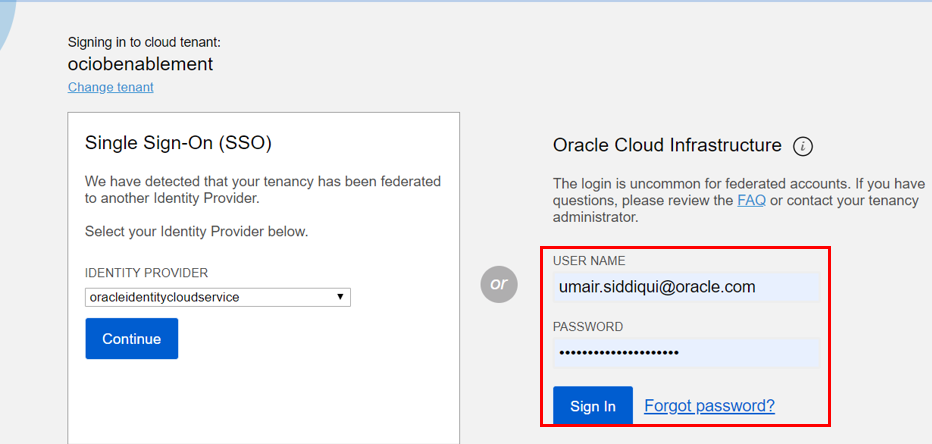 Signing in to cloud tenant:
ociobenablement
Change tenant
Single Sign-On (SSO)
We have detected that your tenancy has been federated
to another Identity Provider.
Select your Identity Provider below.
IDENTITY PROVIDER
oracleidentitycloudservice
Continue
or
Oracle Cloud Infrastructure i
The login is uncommon for federated accounts. If you have
questions, please review the FAQ or contact your tenancy
administrator.
USER NAME
umair.siddiqui@oracle.com
PASSWORD
•••••••••••••••••••••
Sign In Forgot password?